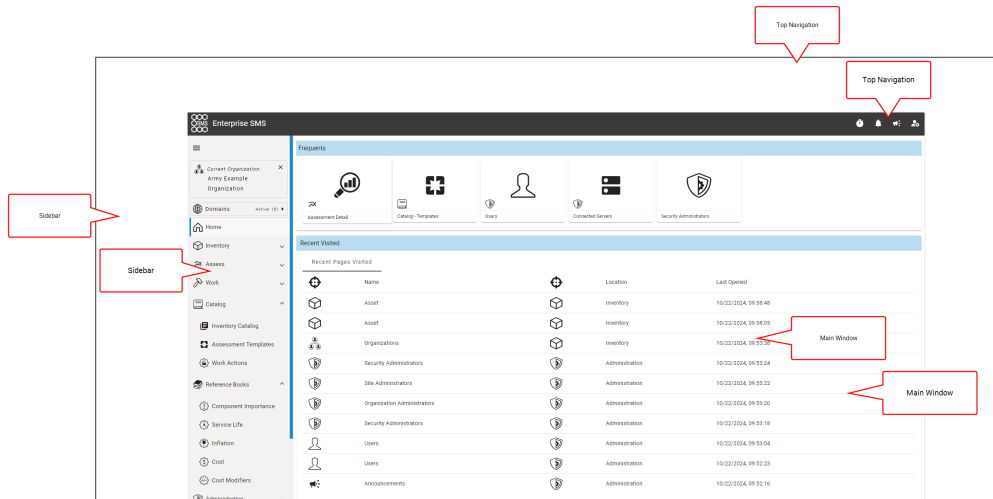 Top Navigation
Top Navigation
SMS
Enterprise SMS
Current Organization:
Army Example
Organization
Domains
Active: (8)
Sidebar
Home
Inventory
Sidebar
Assess
Work
Catalog
Inventory Catalog
Assessment Templates
Work Actions
Reference Books
Component Importance
Service Life
Inflation
Cost
Cost Modifiers
Administration
Frequents
Assessment Detail
Catalog - Templates
Users
Connected Servers
Security Administrators
Recent Visited
Recent Pages Visited
Name Location Last Opened
Asset Inventory 10/22/2024, 09:58:48
Asset Inventory 10/22/2024, 09:58:05
Organizations Inventory 10/22/2024, 09:53:38
Main Window
Security Administrators Administration 10/22/2024, 09:53:24
Site Administrators Administration 10/22/2024, 09:53:22
Main Window
Organization Administrators Administration 10/22/2024, 09:53:20
Security Administrators Administration 10/22/2024, 09:53:18
Users Administration 10/22/2024, 09:53:04
Users Administration 10/22/2024, 09:52:23
Announcements Administration 10/22/2024, 09:52:16